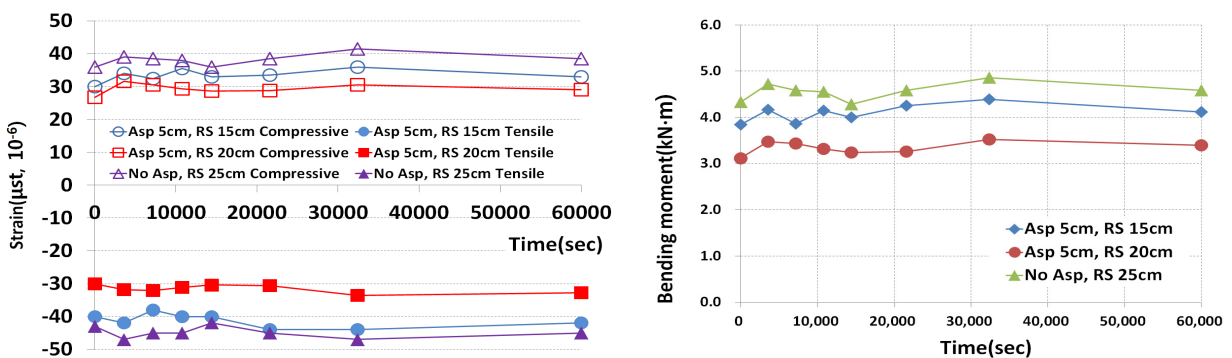 50
40
30
20
10
0
-10
-20
-30
-40
-50
Strain(µst, 10-6)
Asp 5cm, RS 15cm Compressive
Asp 5cm, RS 15cm Tensile
Asp 5cm, RS 20cm Compressive
Asp 5cm, RS 20cm Tensile
No Asp, RS 25cm Compressive
No Asp, RS 25cm Tensile
0 10000 20000 30000 40000 50000 60000
Time(sec)
6.0
5.0
4.0
3.0
2.0
1.0
0.0
Bending moment(kN·m)
Asp 5cm, RS 15cm
Asp 5cm, RS 20cm
No Asp, RS 25cm
0 10,000 20,000 30,000 40,000 50,000 60,000
Time(sec)